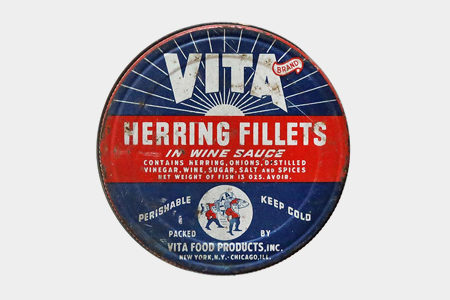 VITA
BRAND
HERRING FILLETS
IN WINE SAUCE
CONTAINS HERRING, ONIONS, DISTILLED
VINEGAR, WINE, SUGAR, SALT AND SPICES
NET WEIGHT OF FISH 13 OZS. AVOIR.
PERISHABLE KEEP COLD
PACKED BY
VITA FOOD PRODUCTS, INC.
NEW YORK, N.Y. - CHICAGO, ILL.